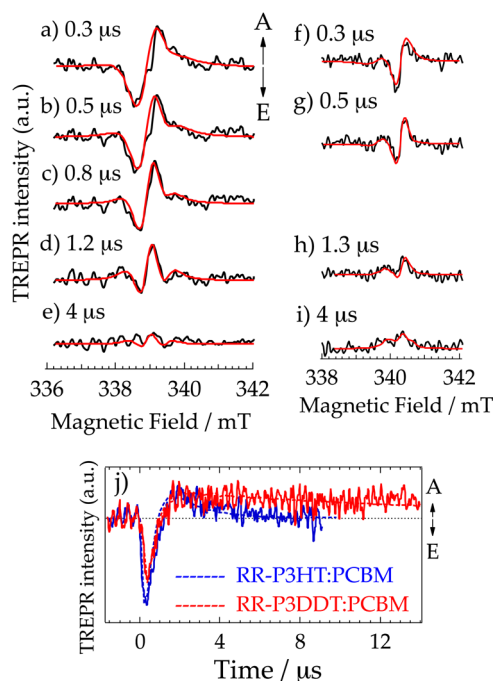 a) 0.3 μs
A
E
b) 0.5 μs
c) 0.8 μs
d) 1.2 μs
e) 4 μs
TREPR intensity (a.u.)
336 338 340 342
Magnetic Field / mT
f) 0.3 μs
g) 0.5 μs
h) 1.3 μs
i) 4 μs
338 340 342
Magnetic Field / mT
j)
A
E
TREPR intensity (a.u.)
RR-P3HT:PCBM
RR-P3DDT:PCBM
0 4 8 12
Time / μs